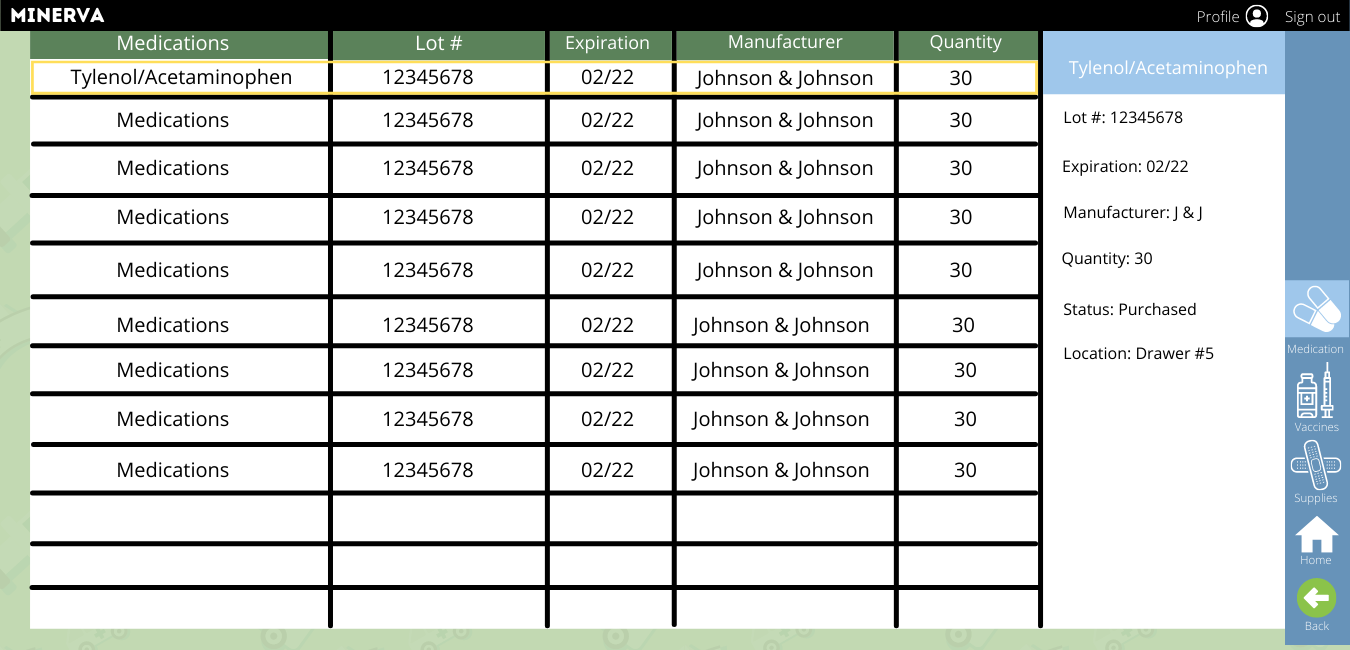 MINERVA Profile Sign out
Medications Lot # Expiration Manufacturer Quantity
Tylenol/Acetaminophen 12345678 02/22 Johnson & Johnson 30
Medications 12345678 02/22 Johnson & Johnson 30
Medications 12345678 02/22 Johnson & Johnson 30
Medications 12345678 02/22 Johnson & Johnson 30
Medications 12345678 02/22 Johnson & Johnson 30
Medications 12345678 02/22 Johnson & Johnson 30
Medications 12345678 02/22 Johnson & Johnson 30
Medications 12345678 02/22 Johnson & Johnson 30
Medications 12345678 02/22 Johnson & Johnson 30
Tylenol/Acetaminophen
Lot #: 12345678
Expiration: 02/22
Manufacturer: J & J
Quantity: 30
Status: Purchased
Location: Drawer #5
Medication
Vaccines
Supplies
Home
Back